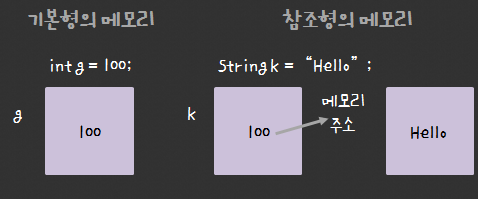 기본형의 메모리
참조형의 메모리
int g = 100;
String k = “Hello” ;
g
100
k
100
메모리
주소
Hello